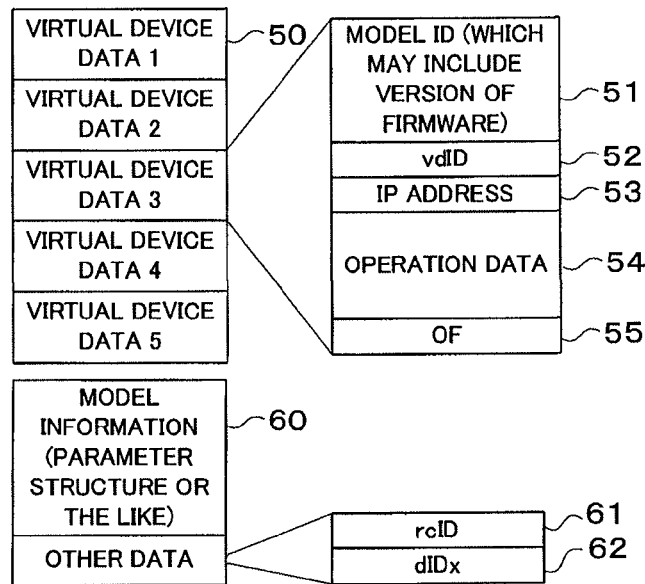 VIRTUAL DEVICE
DATA 1
50
VIRTUAL DEVICE
DATA 2
VIRTUAL DEVICE
DATA 3
VIRTUAL DEVICE
DATA 4
VIRTUAL DEVICE
DATA 5
MODEL ID (WHICH
MAY INCLUDE
VERSION OF
FIRMWARE)
51
vdID
52
IP ADDRESS
53
OPERATION DATA
54
OF
55
MODEL
INFORMATION
(PARAMETER
STRUCTURE OR
THE LIKE)
60
OTHER DATA
rcID
61
dIDx
62